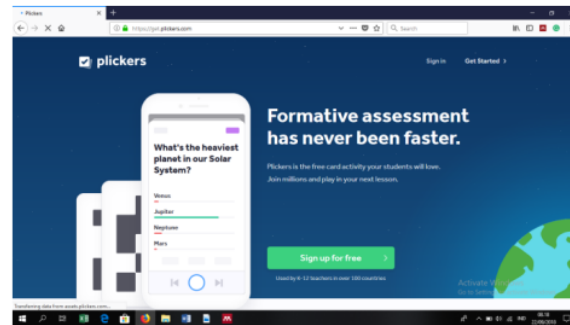 Plickers
https://get.plickers.com
Search
plickers
Sign in
Get Started
What's the heaviest
planet in our Solar
System?
Venus
Jupiter
Neptune
Mars
Formative assessment
has never been faster.
Plickers is the free card activity your students will love.
Join millions and play in your next lesson.
Sign up for free
Used by K-12 teachers in over 100 countries
Activate
Transferring data from assets.plickers.com...